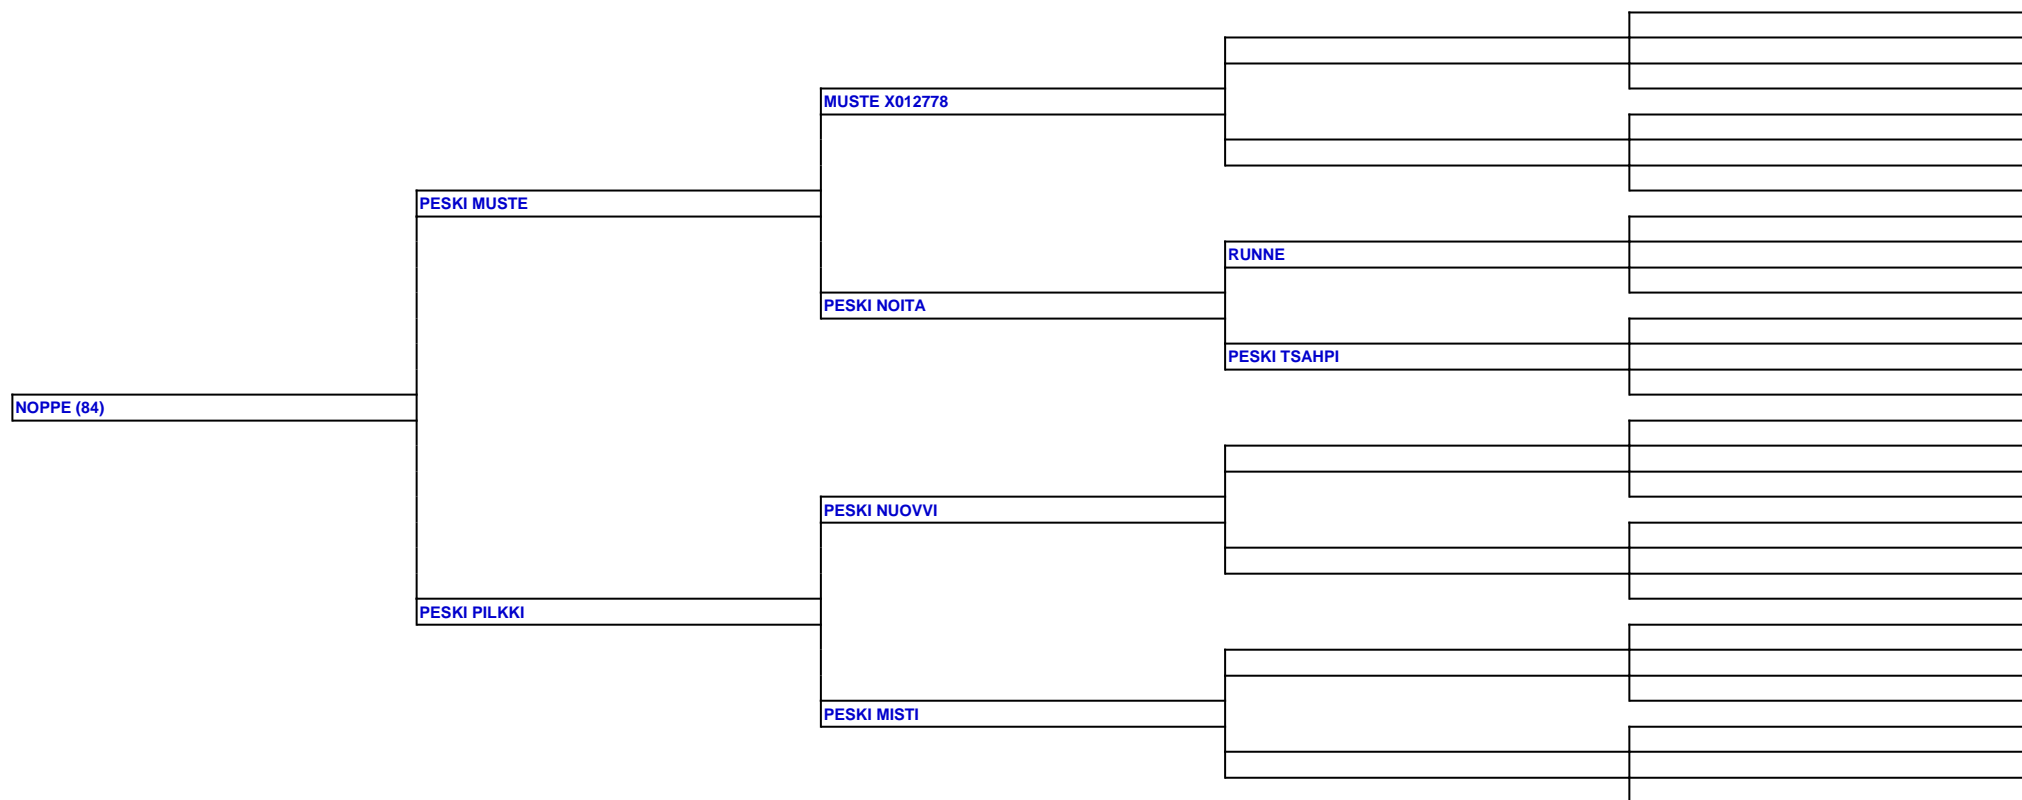 MUSTE X012778
PESKI MUSTE
RUNNE
PESKI NOITA
PESKI TSAHPI
NOPPE (84)
PESKI NUOVVI
PESKI PILKKI
PESKI MISTI